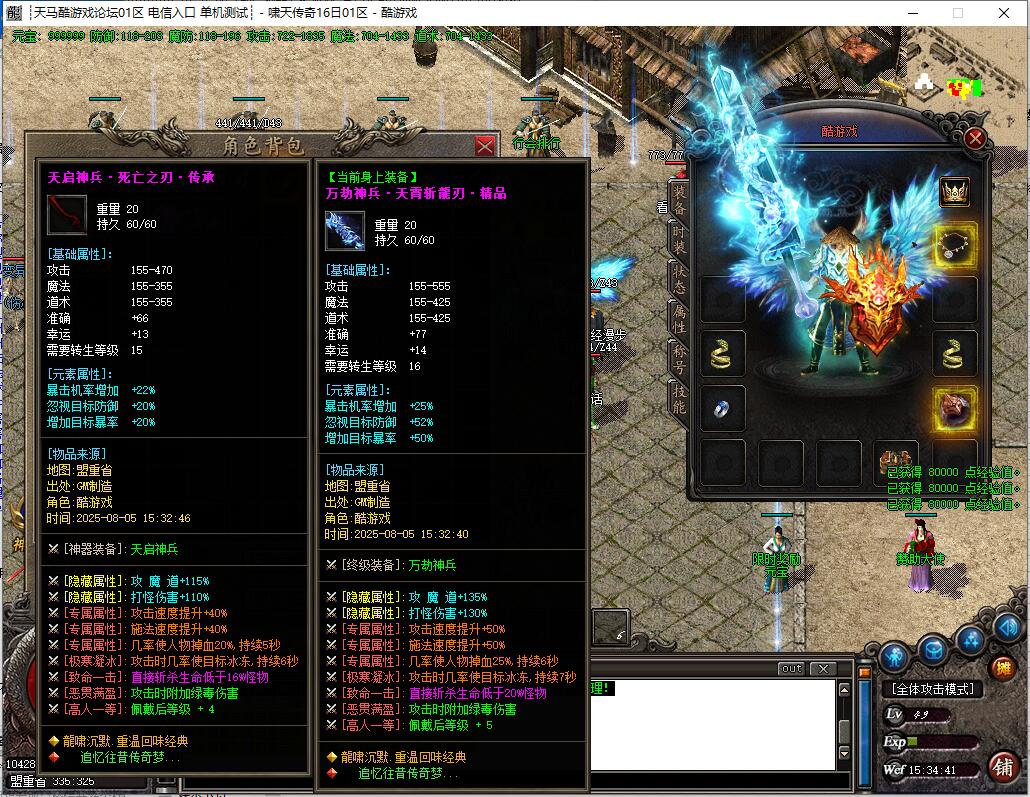 天马酷游戏论坛01区 电信入口 单机测试 - 啸天传奇16日01区 - 酷游戏
元宝: 999999 防御:118-208 魔防:118-196 攻击:722-1835 魔法:704-1433 道术:704-1433
441/441/D43
角色背包
行会排行
酷游戏
装备
时装
状态
属性
称号
技能
天启神兵·死亡之刃·传承
重量 20
持久 60/60
[基础属性]:
攻击 155-470
魔法 155-355
道术 155-355
准确 +66
幸运 +13
需要转生等级 15
[元素属性]:
暴击机率增加 +22%
忽视目标防御 +20%
增加目标暴率 +20%
[物品来源]
地图:盟重省
出处:GM制造
角色:酷游戏
时间:2025-08-05 15:32:46
[神器装备]:天启神兵
[隐藏属性]: 攻 魔 道+115%
[隐藏属性]: 打怪伤害+110%
[专属属性]: 攻击速度提升+40%
[专属属性]: 施法速度提升+40%
[专属属性]: 几率使人物掉血20%,持续5秒
[极寒凝冰]: 攻击时几率使目标冰冻,持续6秒
[致命一击]: 直接斩杀生命低于16%怪物
[恶贯满盈]: 攻击时附加绿毒伤害
[高人一等]: 佩戴后等级 + 4
龍啸沉默.重温回味经典
追忆往昔传奇梦...
【当前身上装备】
万劫神兵·天霄斩龍刃·精品
重量 20
持久 60/60
[基础属性]:
攻击 155-555
魔法 155-425
道术 155-425
准确 +77
幸运 +14
需要转生等级 16
[元素属性]:
暴击机率增加 +25%
忽视目标防御 +52%
增加目标暴率 +50%
[物品来源]
地图:盟重省
出处:GM制造
角色:酷游戏
时间:2025-08-05 15:32:40
[终级装备]:万劫神兵
[隐藏属性]: 攻 魔 道+135%
[隐藏属性]: 打怪伤害+130%
[专属属性]: 攻击速度提升+50%
[专属属性]: 施法速度提升+50%
[专属属性]: 几率使人物掉血25%,持续6秒
[极寒凝冰]: 攻击时几率使目标冰冻,持续7秒
[致命一击]: 直接斩杀生命低于20%怪物
[恶贯满盈]: 攻击时附加绿毒伤害
[高人一等]: 佩戴后等级 + 5
龍啸沉默.重温回味经典
追忆往昔传奇梦...
已获得 80000 点经验值。
已获得 80000 点经验值。
已获得 80000 点经验值。
限时奖励
元宝
赞助大使
out
理!
摊
[全体攻击模式]
Lv 49
Exp
Wef 15:34:41
铺
盟重省 335:325